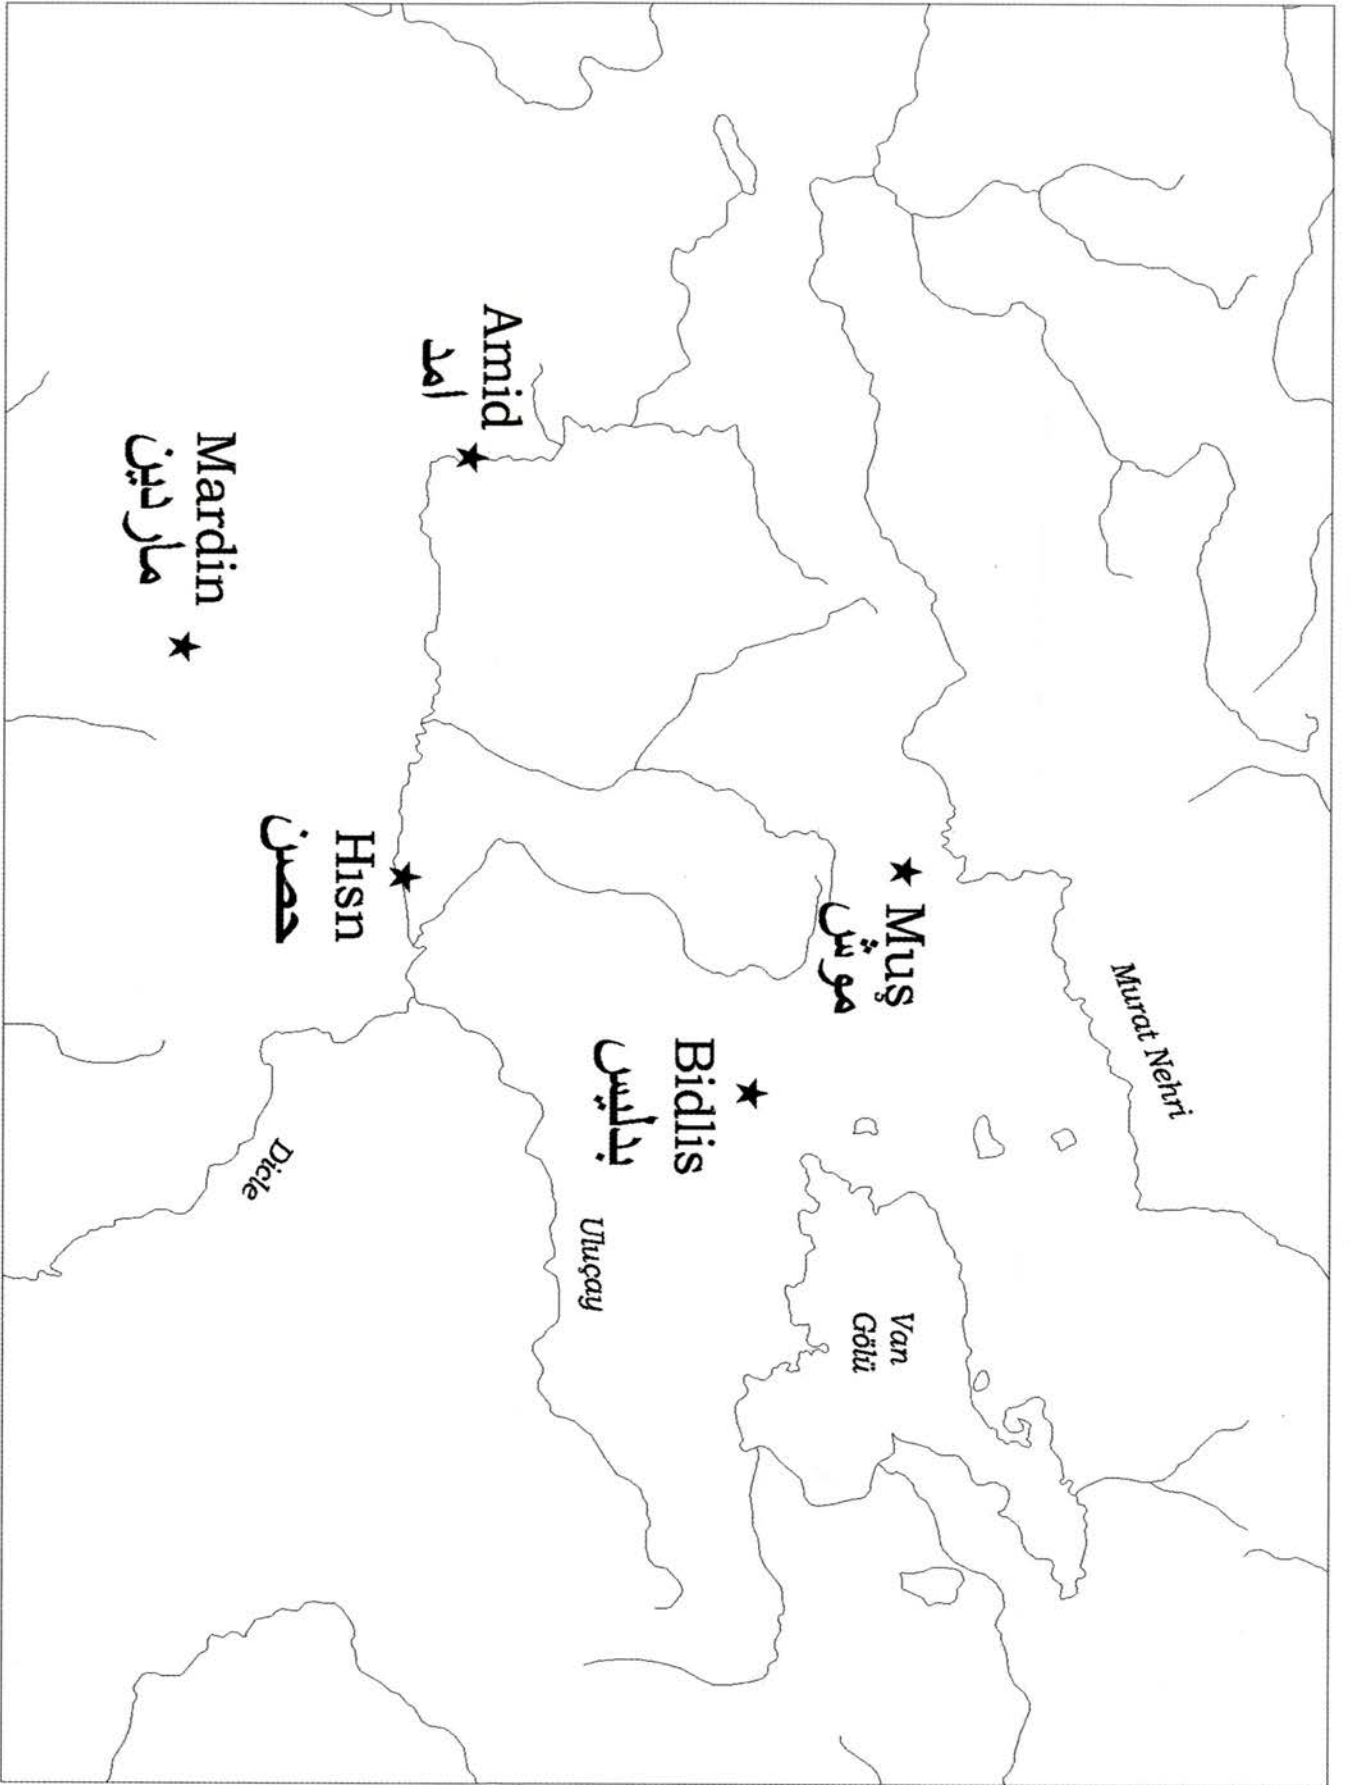 Murat Nehri
Muş
موش
Van
Gölü
Bidlis
بدليس
Uluçay
Amid
امد
Hısn
حصن
Dicle
Mardin
ماردين